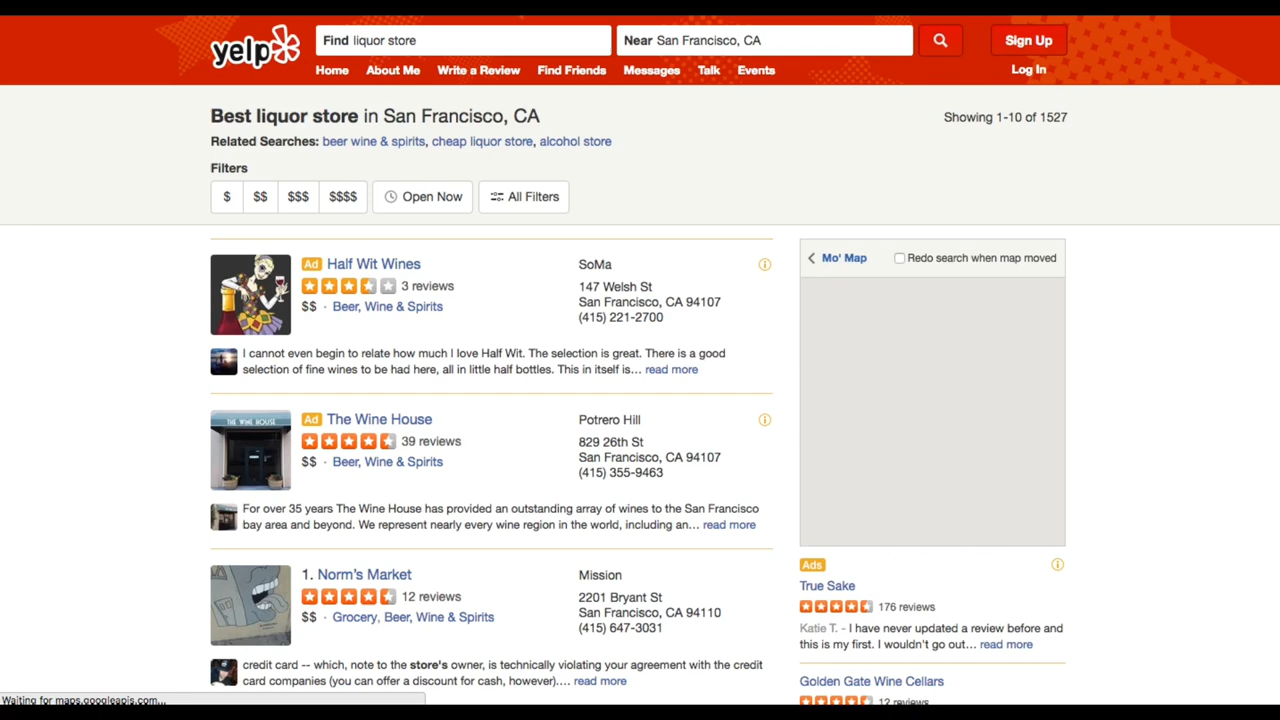 yelp
Find liquor store
Near San Francisco, CA
Sign Up
Home About Me Write a Review Find Friends Messages Talk Events
Log In
Best liquor store in San Francisco, CA
Showing 1-10 of 1527
Related Searches: beer wine & spirits, cheap liquor store, alcohol store
Filters
$ $$ $$$ $$$$ Open Now All Filters
Ad Half Wit Wines
3 reviews
$$ · Beer, Wine & Spirits
SoMa
147 Welsh St
San Francisco, CA 94107
(415) 221-2700
I cannot even begin to relate how much I love Half Wit. The selection is great. There is a good
selection of fine wines to be had here, all in little half bottles. This in itself is... read more
THE WINE HOUSE
Ad The Wine House
39 reviews
$$ · Beer, Wine & Spirits
Potrero Hill
829 26th St
San Francisco, CA 94107
(415) 355-9463
For over 35 years The Wine House has provided an outstanding array of wines to the San Francisco
bay area and beyond. We represent nearly every wine region in the world, including an... read more
1. Norm's Market
12 reviews
$$ · Grocery, Beer, Wine & Spirits
Mission
2201 Bryant St
San Francisco, CA 94110
(415) 647-3031
credit card -- which, note to the store's owner, is technically violating your agreement with the credit
card companies (you can offer a discount for cash, however).... read more
Mo' Map
Redo search when map moved
Ads
True Sake
176 reviews
Katie T. - I have never updated a review before and
this is my first. I wouldn't go out... read more
Golden Gate Wine Cellars
12 reviews
Waiting for maps.googleapis.com...